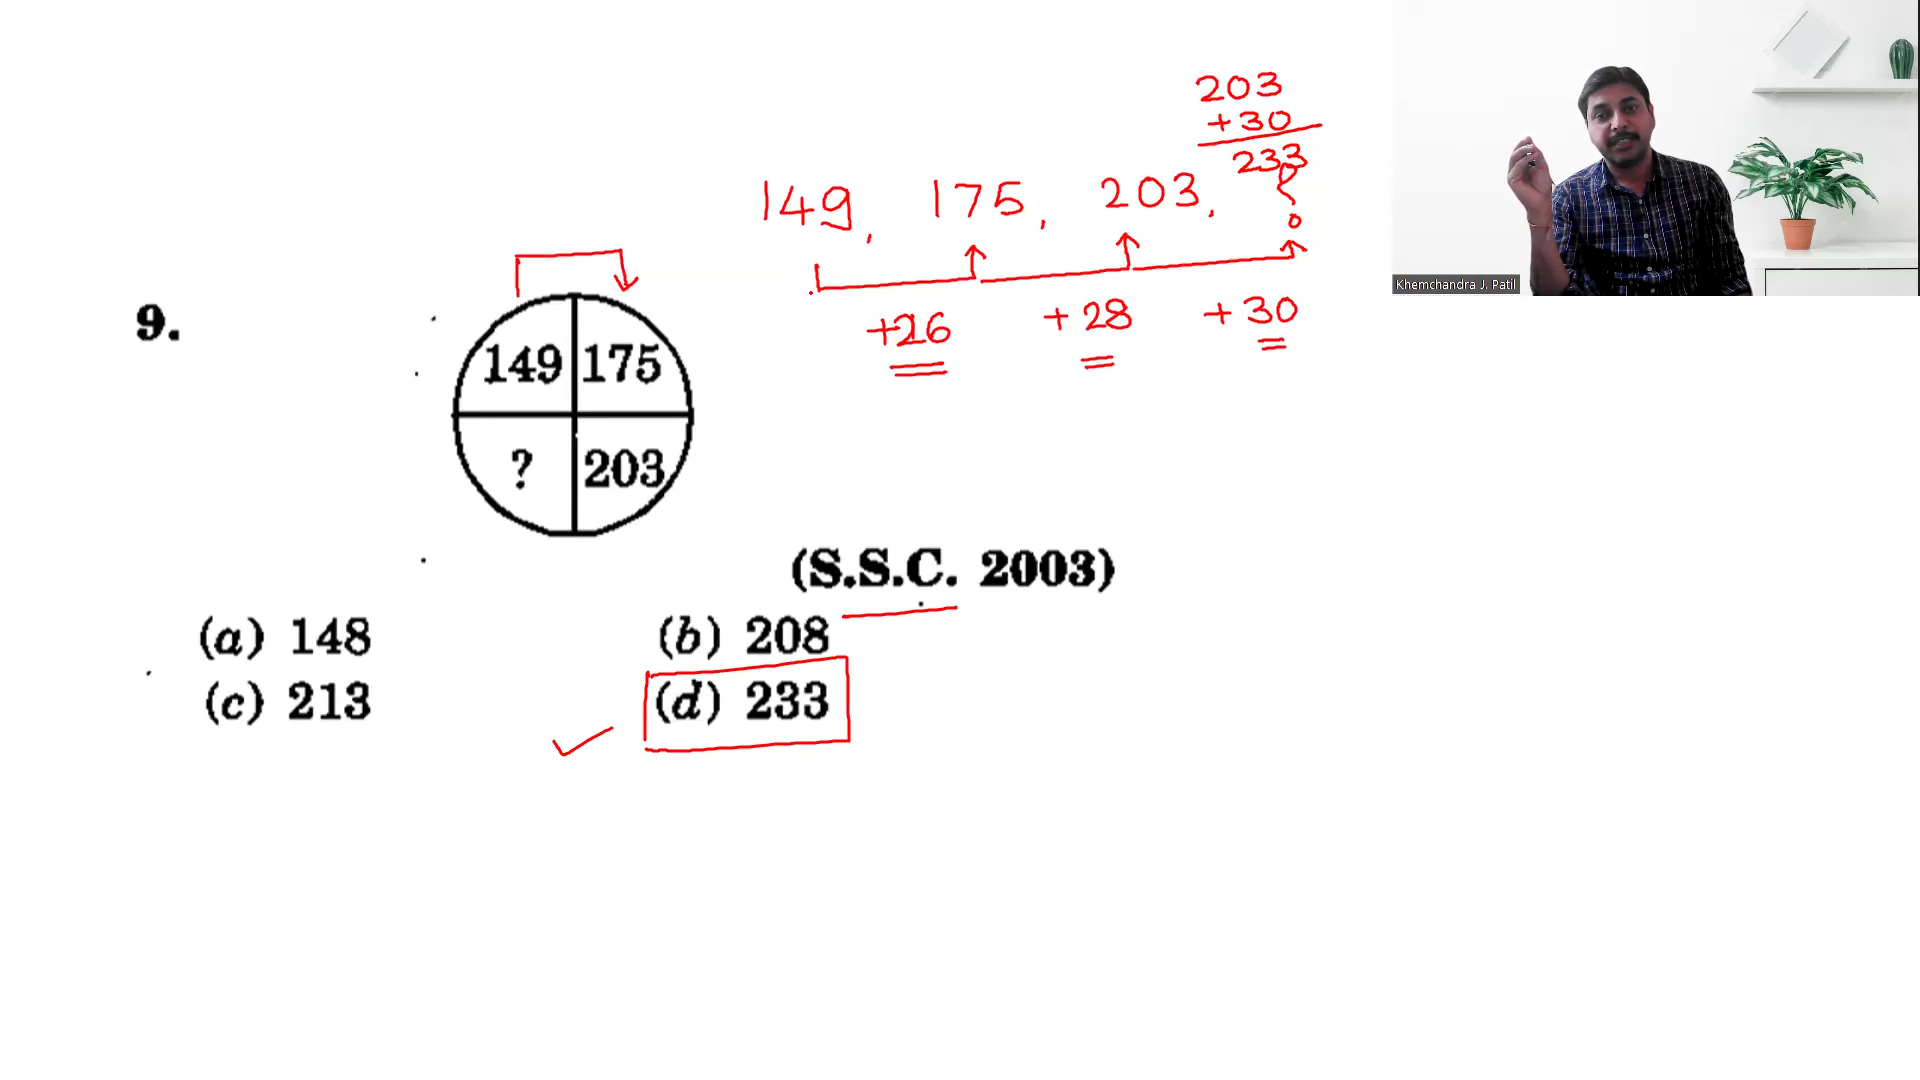 203
+30
233
149, 175, 203, ?
+26 +28 +30
Khemchandra J. Patil
9.
149 175
? 203
(S.S.C. 2003)
(a) 148 (b) 208
(c) 213 (d) 233